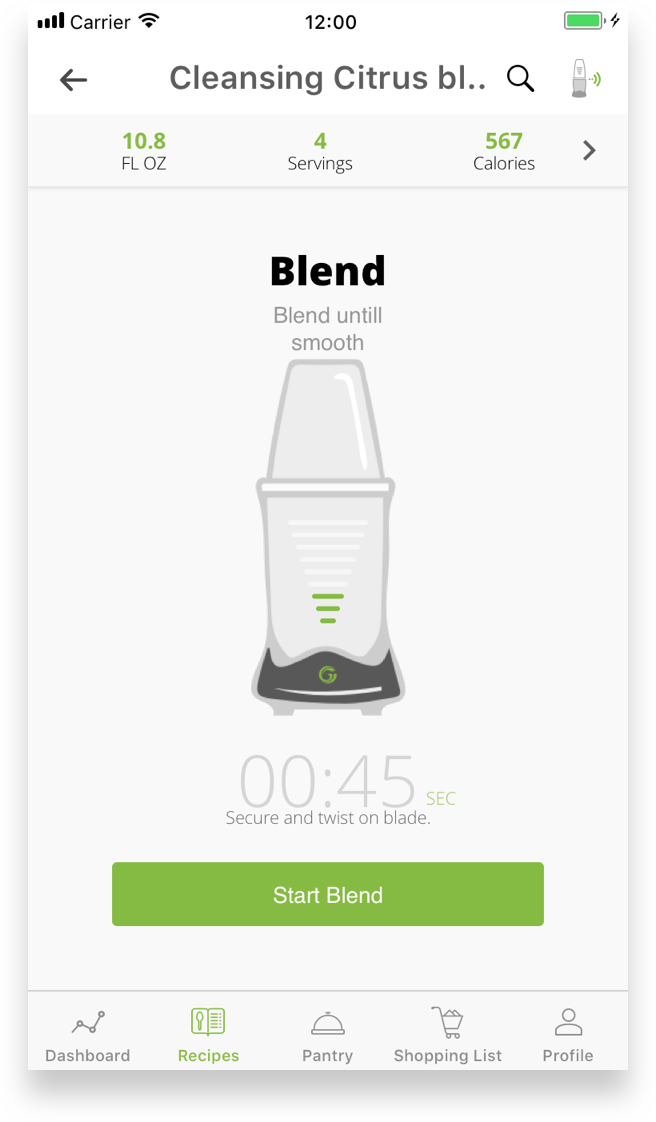 Carrier 12:00
Cleansing Citrus bl..
10.8 4 567
FL OZ Servings Calories
Blend
Blend untill
smooth
G
00:45 SEC
Secure and twist on blade.
Start Blend
Dashboard Recipes Pantry Shopping List Profile